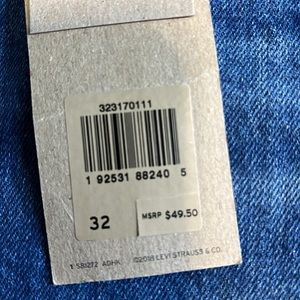 323170111
1 92531 88240 5
32
MSRP $49.50
©2018 LEVI STRAUSS & CO.